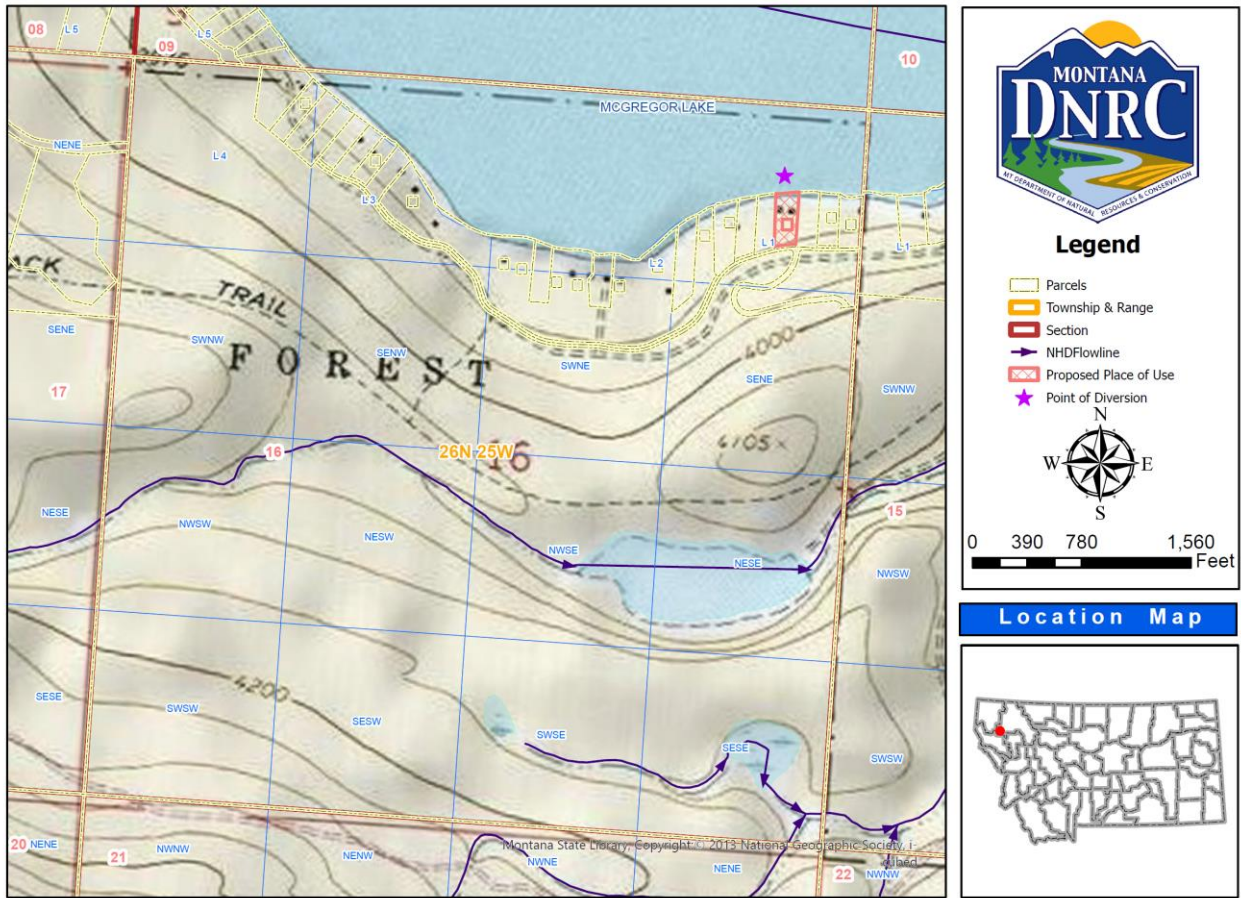 08
L 5
09
L 5
10
MCGREGOR LAKE
NENE
L 4
L 3
L 2
L 1
L 1
ACK
TRAIL
SENE
SWNW
SENW
SWNE
SENE
4000
SWNW
FOREST
17
4105 x
16
26N 25W
16
15
NESE
NWSW
NESW
NWSE
NESE
NWSW
4200
SESE
SWSW
SESW
SWSE
SESE
SWSW
20
NENE
21
NWNW
NENW
NWNE
NENE
22
NWNW
Montana State Library, Copyright:© 2013 National Geographic Society, i-
cubed
MONTANA
DNRC
MT DEPARTMENT OF NATURAL RESOURCES & CONSERVATION
Legend
Parcels
Township & Range
Section
NHDFlowline
Proposed Place of Use
Point of Diversion
N
W
E
S
0 390 780 1,560
Feet
Location Map